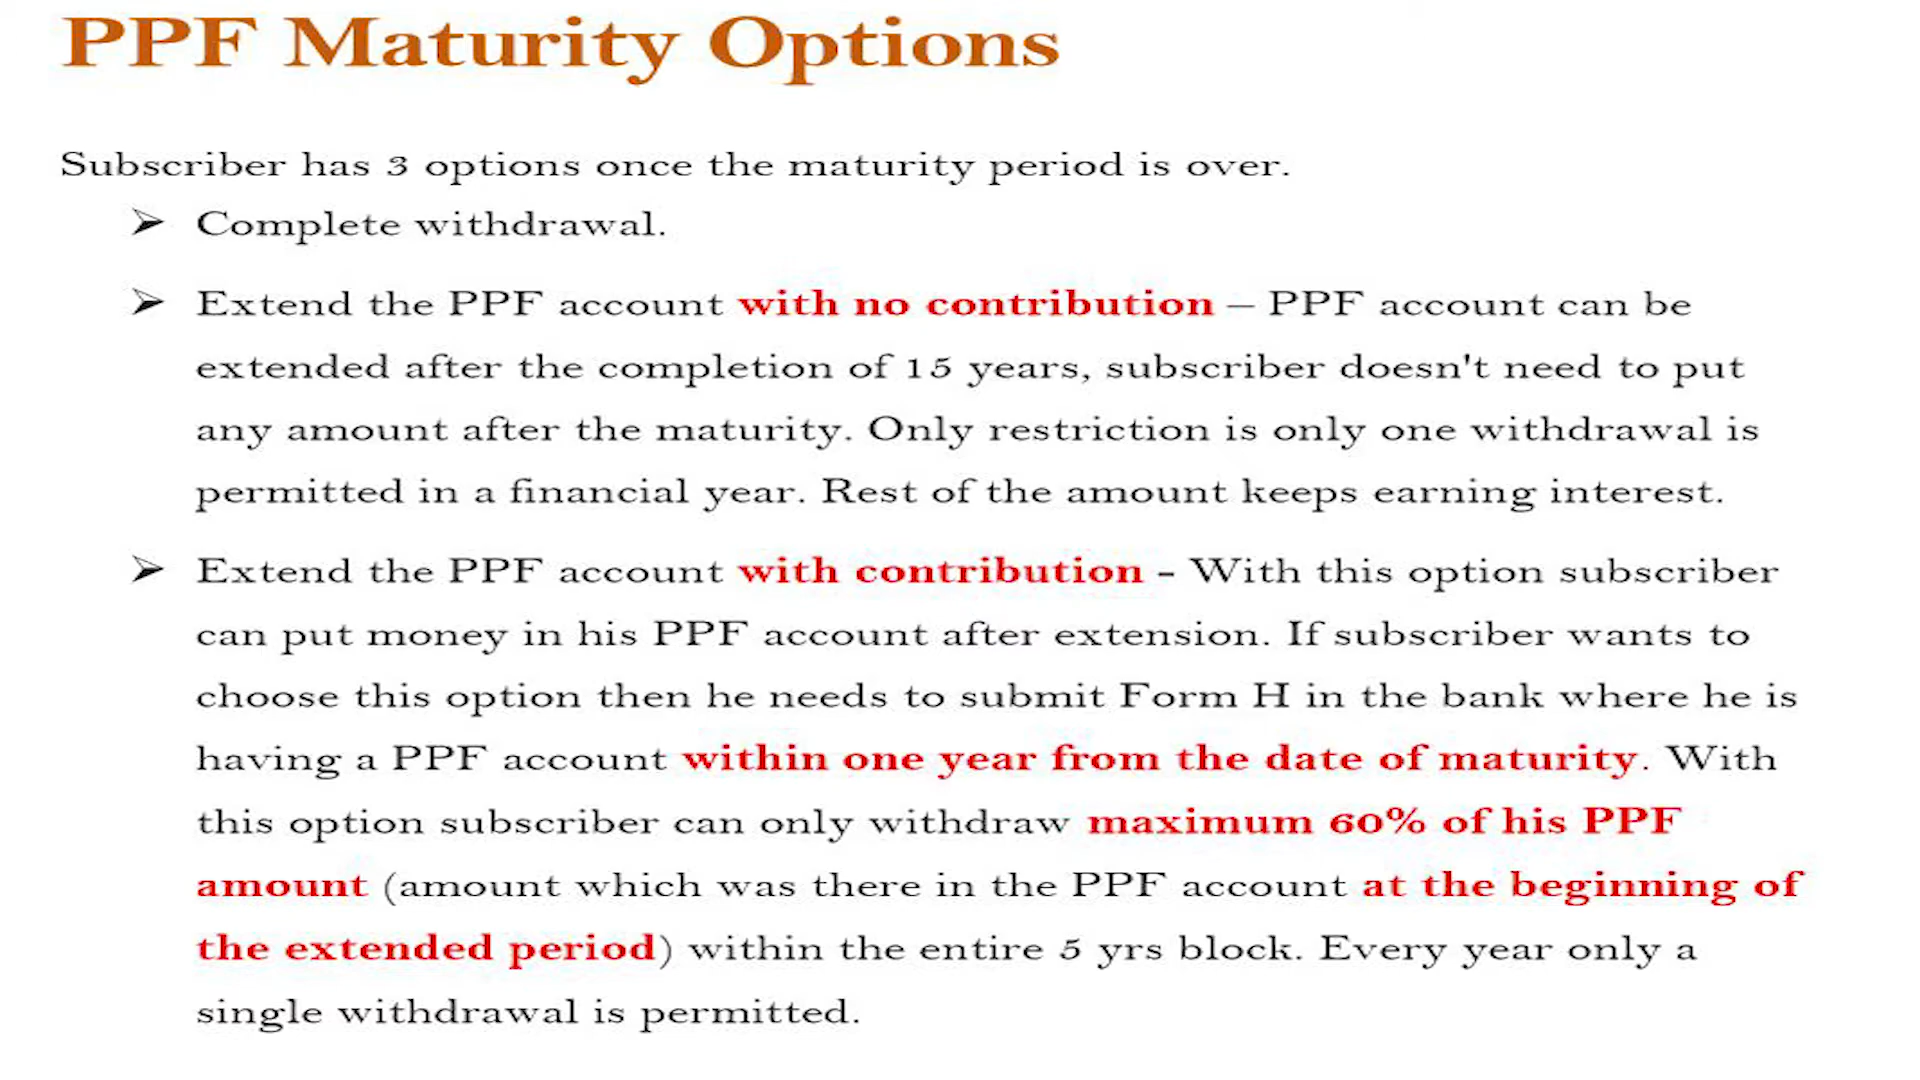 PPF Maturity Options
Subscriber has 3 options once the maturity period is over.
➢ Complete withdrawal.
➢ Extend the PPF account with no contribution – PPF account can be
extended after the completion of 15 years, subscriber doesn't need to put
any amount after the maturity. Only restriction is only one withdrawal is
permitted in a financial year. Rest of the amount keeps earning interest.
➢ Extend the PPF account with contribution - With this option subscriber
can put money in his PPF account after extension. If subscriber wants to
choose this option then he needs to submit Form H in the bank where he is
having a PPF account within one year from the date of maturity. With
this option subscriber can only withdraw maximum 60% of his PPF
amount (amount which was there in the PPF account at the beginning of
the extended period) within the entire 5 yrs block. Every year only a
single withdrawal is permitted.